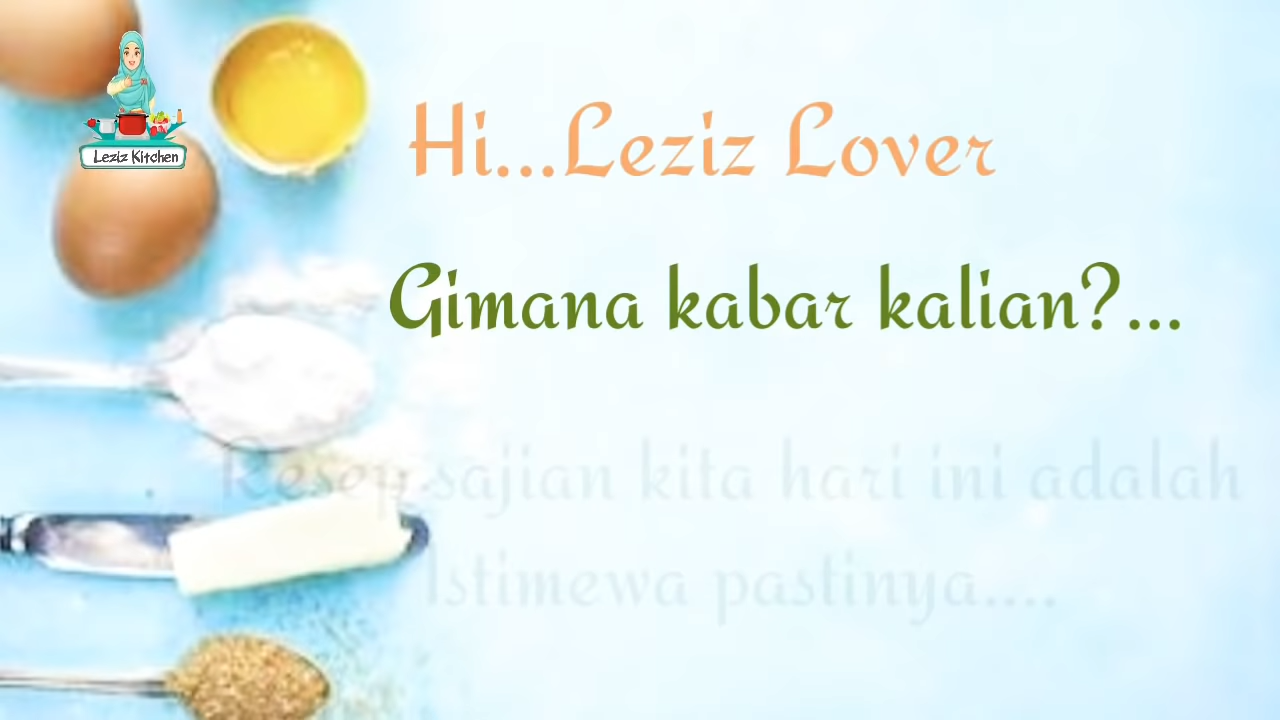 Leziz Kitchen
Hi...Leziz Lover
Gimana kabar kalian?...
Resep sajian kita hari ini adalah
Istimewa pastinya....